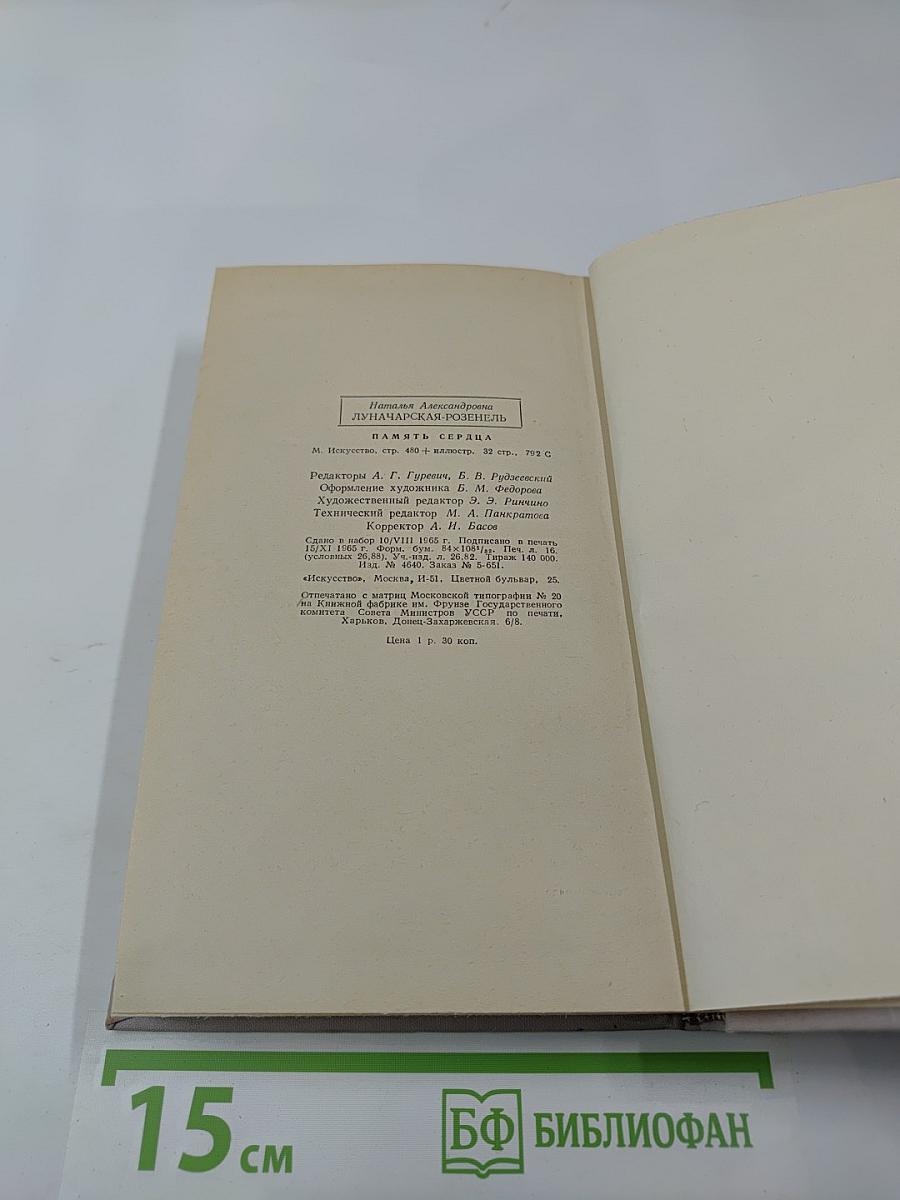 Наталья Александровна
ЛУНАЧАРСКАЯ-РОЗЕНЕЛЬ
ПАМЯТЬ СЕРДЦА
М. Искусство, стр. 480 + иллюстр. 32 стр., 792 С
Редакторы А. Г. Гуревич, Б. В. Рудзеевский
Оформление художника Б. М. Федорова
Художественный редактор Э. Э. Ринчино
Технический редактор М. А. Панкратова
Корректор А. И. Басов
Сдано в набор 10/VIII 1965 г. Подписано в печать
15/XI 1965 г. Форм. бум. 84×108¹/₃₂. Печ. л. 16.
(условных 26,88). Уч.-изд. л. 26,82. Тираж 140 000.
Изд. № 4640. Заказ № 5-651.
«Искусство», Москва, И-51, Цветной бульвар, 25.
Отпечатано с матриц Московской типографии № 20
на Книжной фабрике им. Фрунзе Государственного
комитета Совета Министров УССР по печати,
Харьков, Донец-Захаржевская, 6/8.
Цена 1 р. 30 коп.
15 см
БФ БИБЛИОФАН